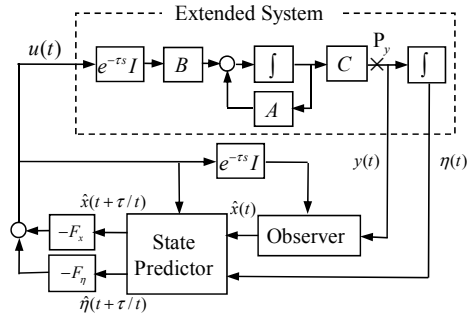 Extended System
u(t)
e^{-τs} I
B
∫
C
P_y
∫
A
e^{-τs} I
y(t)
η(t)
x̂(t + τ/t)
x̂(t)
−F_x
State
Predictor
Observer
−F_η
η̂(t + τ/t)